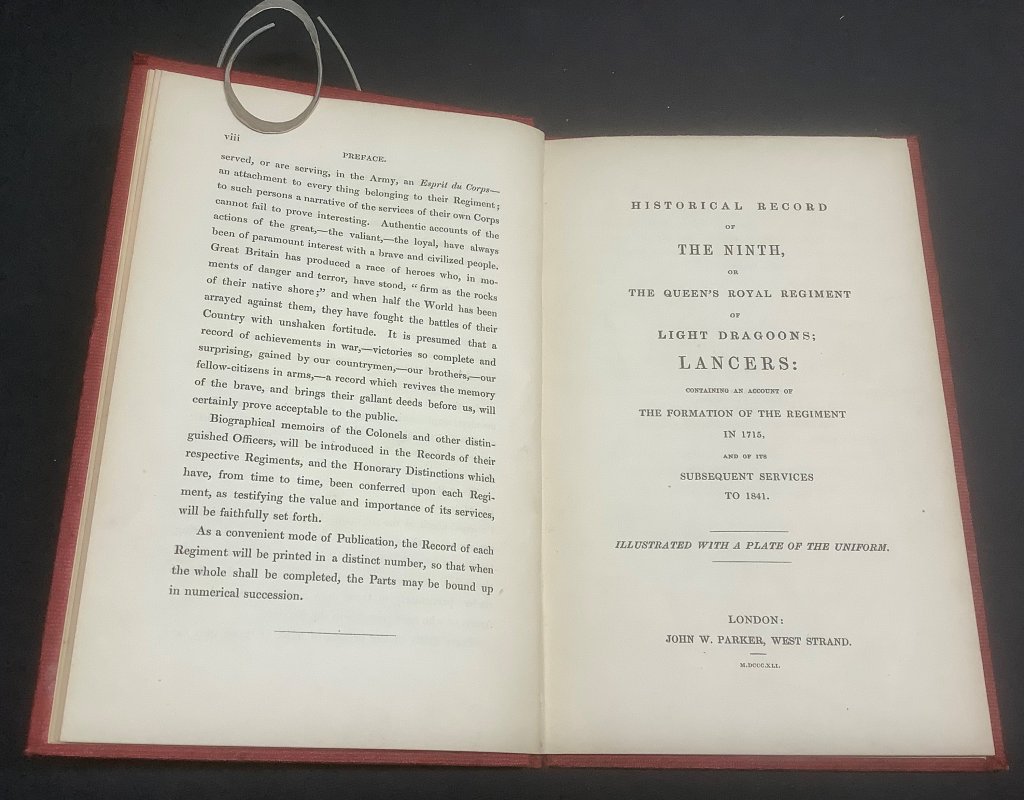 viii
PREFACE.
served, or are serving, in the Army, an Esprit du Corps—
an attachment to every thing belonging to their Regiment;
to such persons a narrative of the services of their own Corps
cannot fail to prove interesting. Authentic accounts of the
actions of the great,—the valiant,—the loyal, have always
been of paramount interest with a brave and civilized people.
Great Britain has produced a race of heroes who, in mo-
ments of danger and terror, have stood, "firm as the rocks
of their native shore;" and when half the World has been
arrayed against them, they have fought the battles of their
Country with unshaken fortitude. It is presumed that a
record of achievements in war,—victories so complete and
surprising, gained by our countrymen,—our brothers,—our
fellow-citizens in arms,—a record which revives the memory
of the brave, and brings their gallant deeds before us, will
certainly prove acceptable to the public.
Biographical memoirs of the Colonels and other distin-
guished Officers, will be introduced in the Records of their
respective Regiments, and the Honorary Distinctions which
have, from time to time, been conferred upon each Regi-
ment, as testifying the value and importance of its services,
will be faithfully set forth.
As a convenient mode of Publication, the Record of each
Regiment will be printed in a distinct number, so that when
the whole shall be completed, the Parts may be bound up
in numerical succession.
HISTORICAL RECORD
OF
THE NINTH,
OR
THE QUEEN'S ROYAL REGIMENT
OF
LIGHT DRAGOONS;
LANCERS:
CONTAINING AN ACCOUNT OF
THE FORMATION OF THE REGIMENT
IN 1715,
AND OF ITS
SUBSEQUENT SERVICES
TO 1841.
ILLUSTRATED WITH A PLATE OF THE UNIFORM.
LONDON:
JOHN W. PARKER, WEST STRAND.
M.DCCC.XLI.